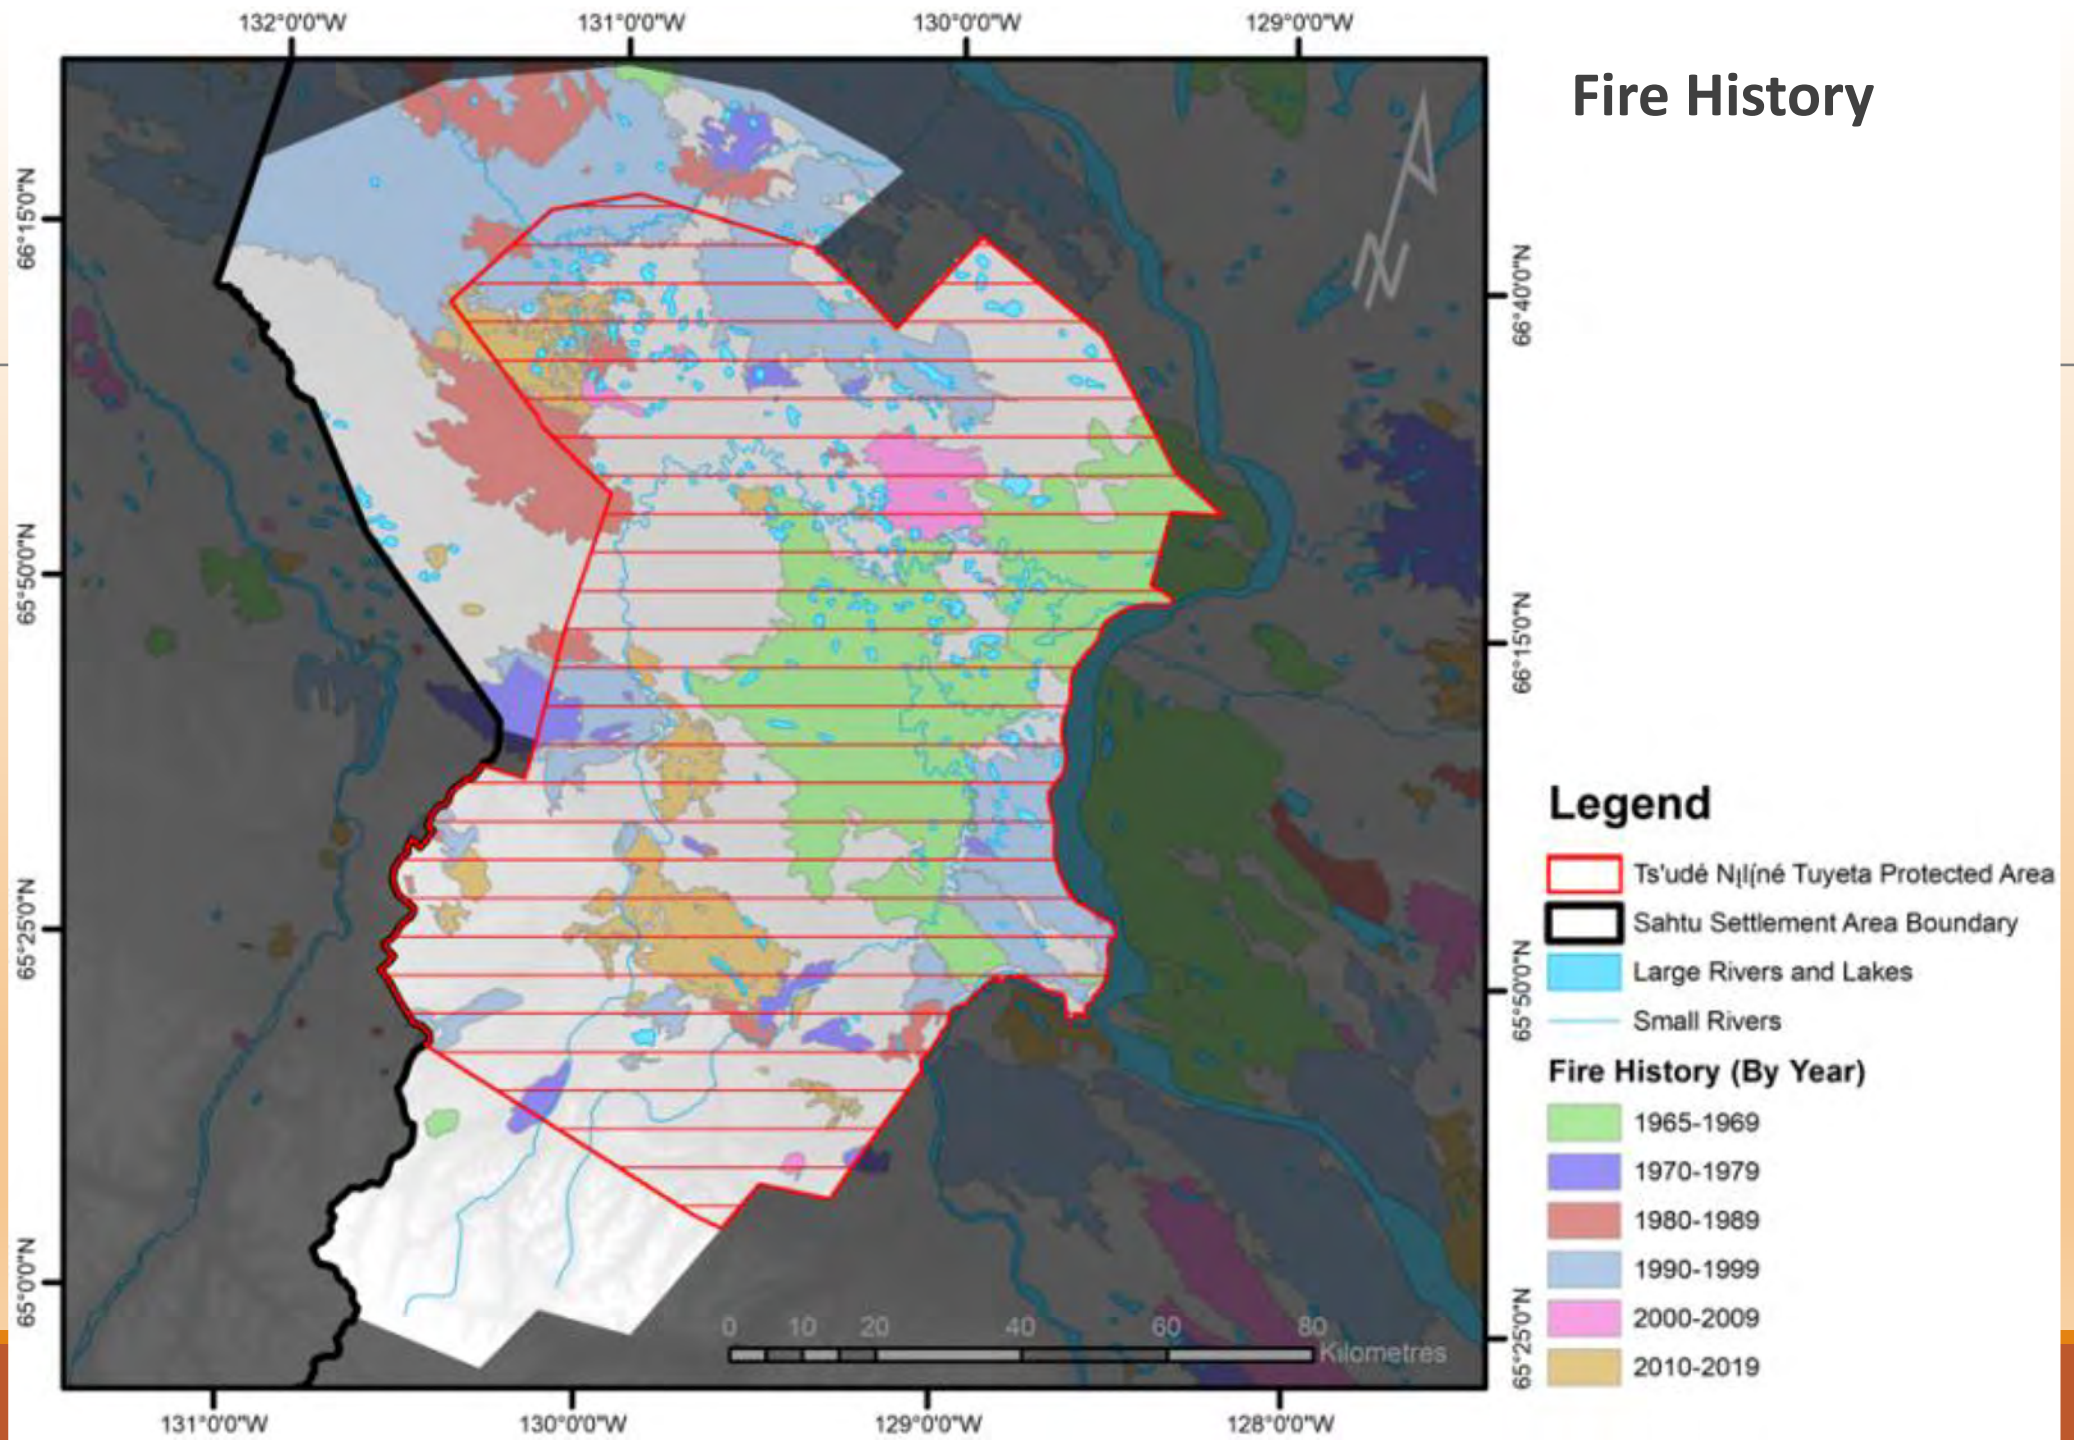 132°0'0"W 131°0'0"W 130°0'0"W 129°0'0"W
Fire History
66°15'0"N
65°50'0"N
65°25'0"N
65°0'0"N
66°40'0"N
66°15'0"N
65°50'0"N
65°25'0"N
N
Legend
Ts'udé Nı̨lı̨́né Tuyeta Protected Area
Sahtu Settlement Area Boundary
Large Rivers and Lakes
Small Rivers
Fire History (By Year)
1965-1969
1970-1979
1980-1989
1990-1999
2000-2009
2010-2019
0 10 20 40 60 80
Kilometres
131°0'0"W 130°0'0"W 129°0'0"W 128°0'0"W